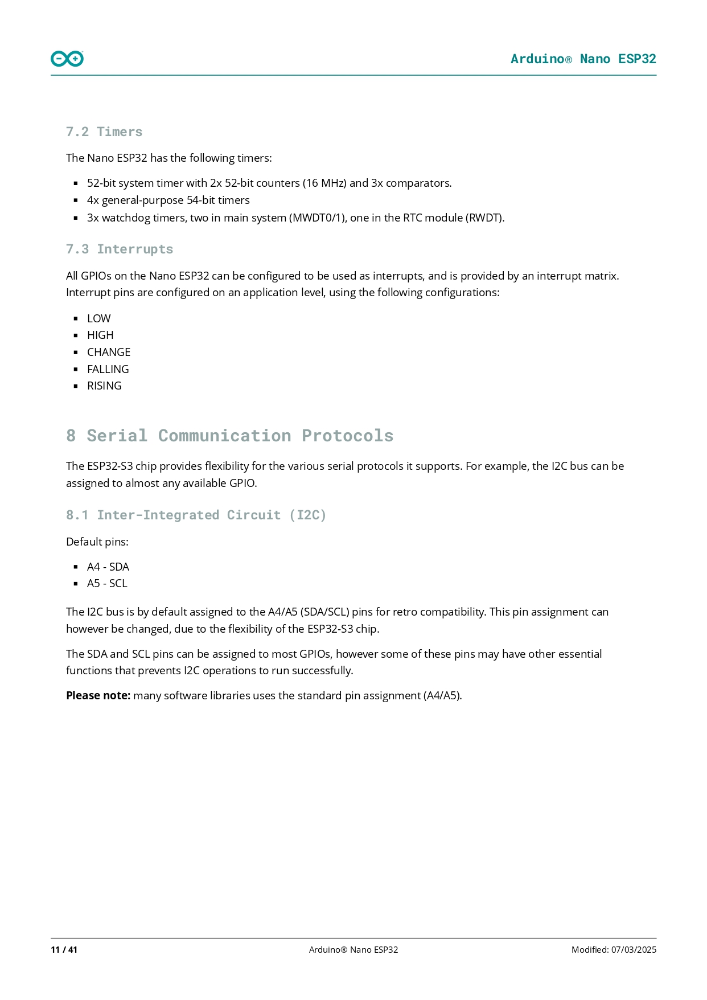 Arduino® Nano ESP32
7.2 Timers
The Nano ESP32 has the following timers:
▪ 52-bit system timer with 2x 52-bit counters (16 MHz) and 3x comparators.
▪ 4x general-purpose 54-bit timers
▪ 3x watchdog timers, two in main system (MWDT0/1), one in the RTC module (RWDT).
7.3 Interrupts
All GPIOs on the Nano ESP32 can be configured to be used as interrupts, and is provided by an interrupt matrix.
Interrupt pins are configured on an application level, using the following configurations:
▪ LOW
▪ HIGH
▪ CHANGE
▪ FALLING
▪ RISING
8 Serial Communication Protocols
The ESP32-S3 chip provides flexibility for the various serial protocols it supports. For example, the I2C bus can be
assigned to almost any available GPIO.
8.1 Inter-Integrated Circuit (I2C)
Default pins:
▪ A4 - SDA
▪ A5 - SCL
The I2C bus is by default assigned to the A4/A5 (SDA/SCL) pins for retro compatibility. This pin assignment can
however be changed, due to the flexibility of the ESP32-S3 chip.
The SDA and SCL pins can be assigned to most GPIOs, however some of these pins may have other essential
functions that prevents I2C operations to run successfully.
Please note: many software libraries uses the standard pin assignment (A4/A5).
11 / 41
Arduino® Nano ESP32
Modified: 07/03/2025